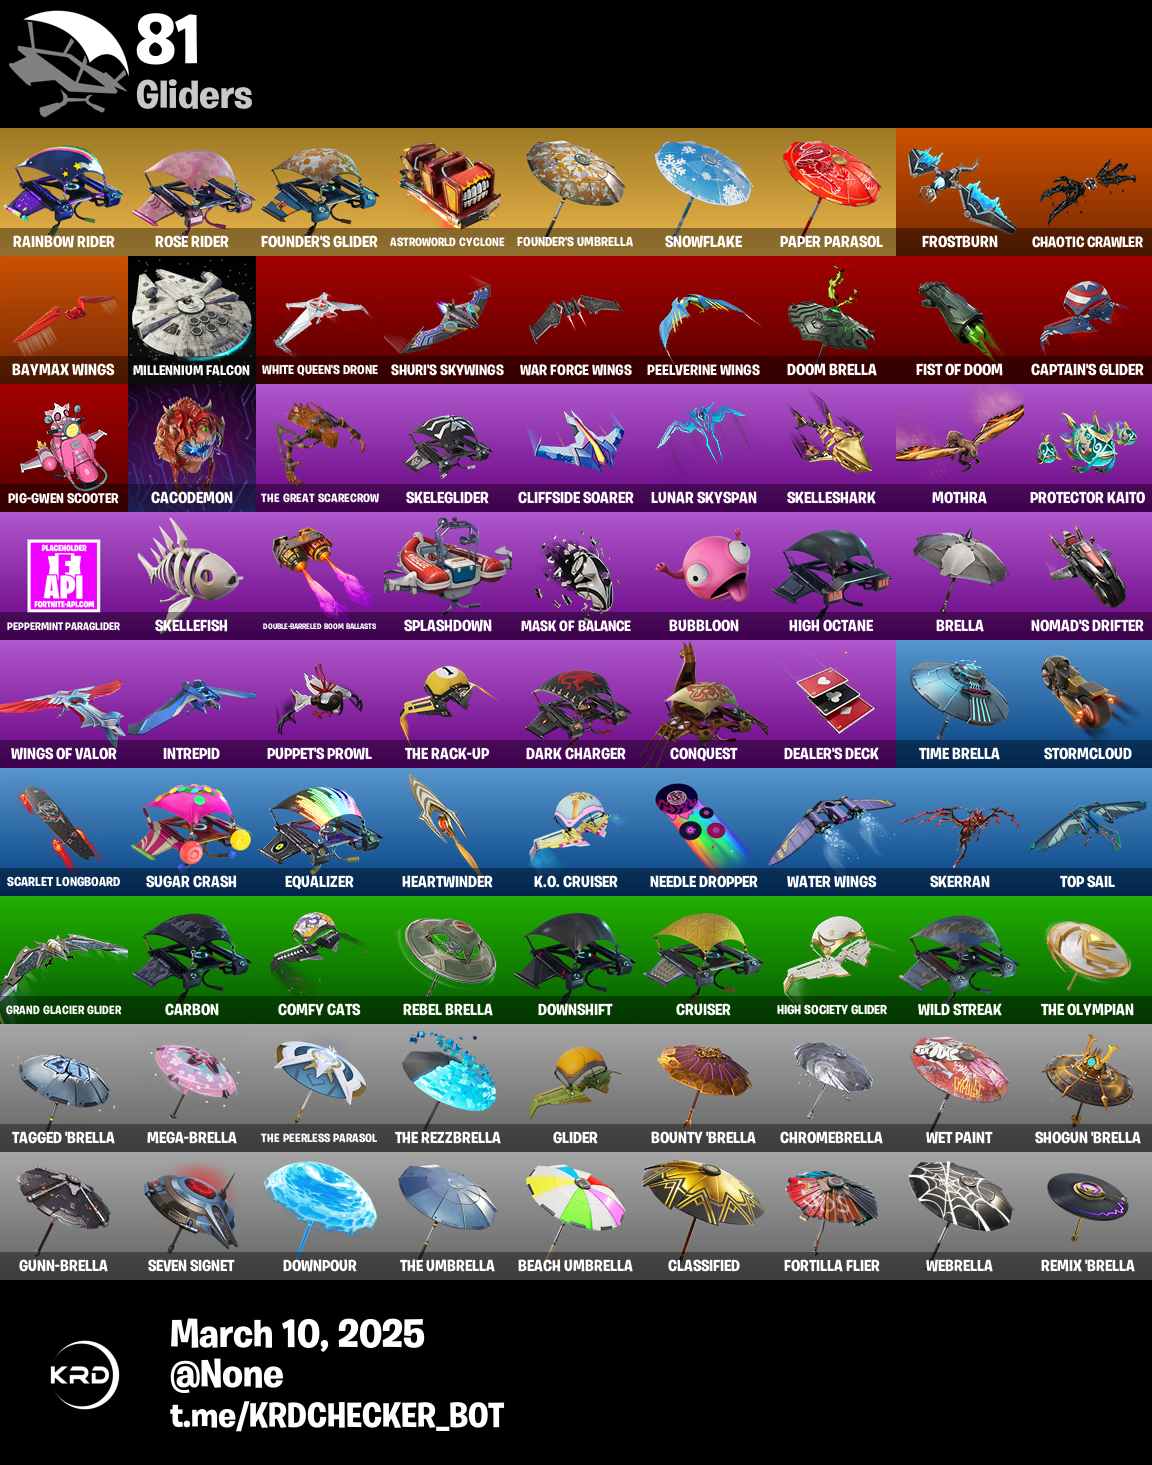 81
Gliders
RAINBOW RIDER
ROSE RIDER
FOUNDER'S GLIDER
ASTROWORLD CYCLONE
FOUNDER'S UMBRELLA
SNOWFLAKE
PAPER PARASOL
FROSTBURN
CHAOTIC CRAWLER
BAYMAX WINGS
MILLENNIUM FALCON
WHITE QUEEN'S DRONE
SHURI'S SKYWINGS
WAR FORCE WINGS
PEELVERINE WINGS
DOOM BRELLA
FIST OF DOOM
CAPTAIN'S GLIDER
PIG-GWEN SCOOTER
CACODEMON
THE GREAT SCARECROW
SKELEGLIDER
CLIFFSIDE SOARER
LUNAR SKYSPAN
SKELLESHARK
MOTHRA
PROTECTOR KAITO
PLACEHOLDER
API
FORTNITE-API.COM
PEPPERMINT PARAGLIDER
SKELLEFISH
DOUBLE-BARRELED BOOM BALLASTS
SPLASHDOWN
MASK OF BALANCE
BUBBLOON
HIGH OCTANE
BRELLA
NOMAD'S DRIFTER
WINGS OF VALOR
INTREPID
PUPPET'S PROWL
THE RACK-UP
DARK CHARGER
CONQUEST
DEALER'S DECK
TIME BRELLA
STORMCLOUD
SCARLET LONGBOARD
SUGAR CRASH
EQUALIZER
HEARTWINDER
K.O. CRUISER
NEEDLE DROPPER
WATER WINGS
SKERRAN
TOP SAIL
GRAND GLACIER GLIDER
CARBON
COMFY CATS
REBEL BRELLA
DOWNSHIFT
CRUISER
HIGH SOCIETY GLIDER
WILD STREAK
THE OLYMPIAN
TAGGED 'BRELLA
MEGA-BRELLA
THE PEERLESS PARASOL
THE REZZBRELLA
GLIDER
BOUNTY 'BRELLA
CHROMEBRELLA
WET PAINT
SHOGUN 'BRELLA
GUNN-BRELLA
SEVEN SIGNET
DOWNPOUR
THE UMBRELLA
BEACH UMBRELLA
CLASSIFIED
FORTILLA FLIER
WEBRELLA
REMIX 'BRELLA
KRD
March 10, 2025
@None
t.me/KRDCHECKER_BOT